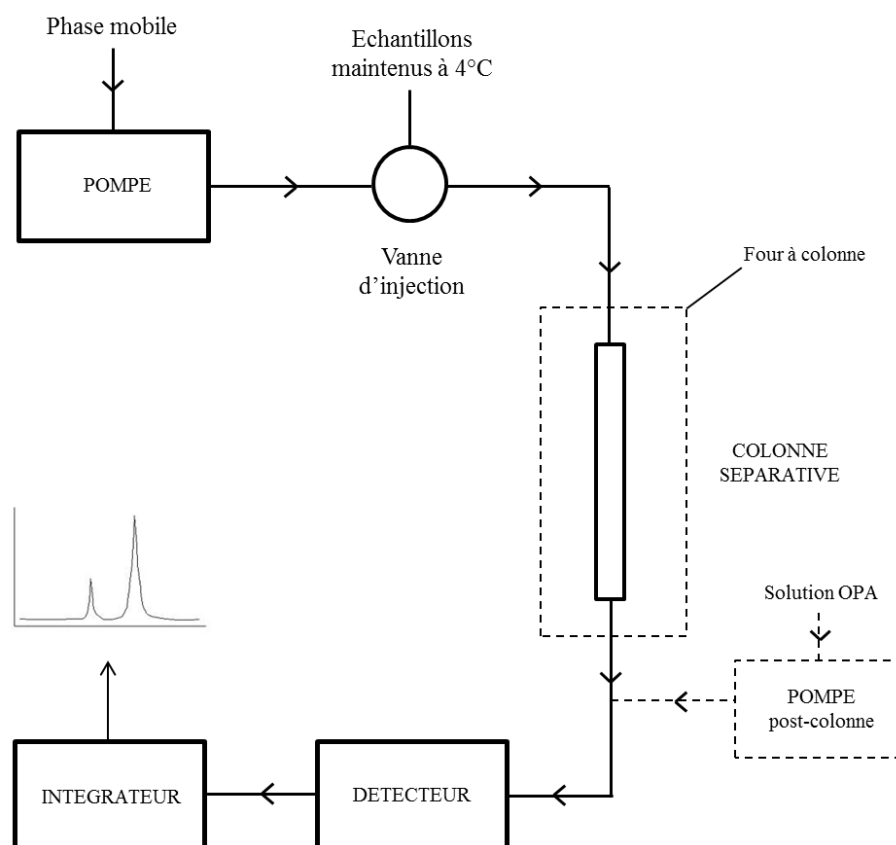 Phase mobile
Echantillons
maintenus à 4°C
POMPE
Vanne
d’injection
Four à colonne
COLONNE
SEPARATIVE
Solution OPA
POMPE
post-colonne
INTEGRATEUR
DETECTEUR